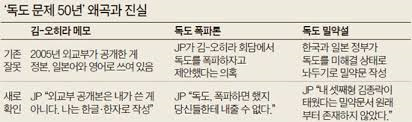 ‘독도 문제 50년’ 왜곡과 진실
김-오히라 메모
독도 폭파론
독도 밀약설
기존
잘못
2005년 외교부가 공개한 게
정본, 일본어와 영어로 쓰여 있음
JP가 김-오히라 회담에서
독도를 폭파하자고
제안했다는 의혹
한국과 일본 정부가
독도를 미해결 상태로
놔두기로 밀약문 작성
새로
확인
JP “외교부 공개본은 내가 쓴 게
아니다. 나는 한글·한자로 작성”
JP “독도, 폭파하면 했지
당신들한테 내줄 수 없다.”
JP “내 셋째형 김종락이
태웠다는 밀약문서 원래
부터 존재하지 않았다.”